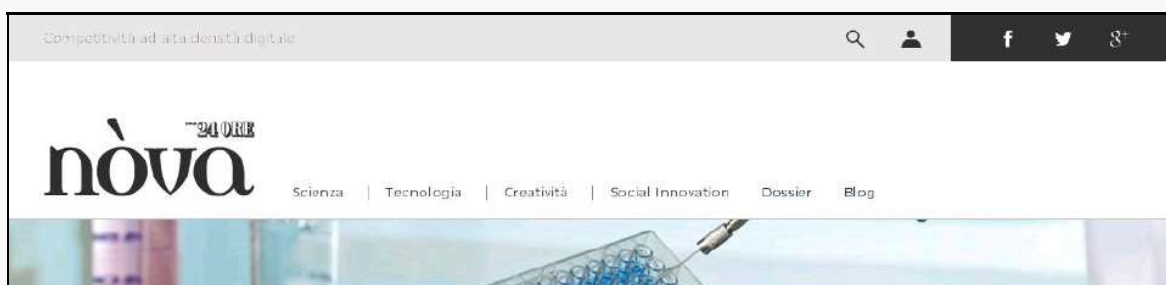 Competitività ad alta densità digitale
24 ORE
nòva
Scienza | Tecnologia | Creatività | Social Innovation Dossier Blog